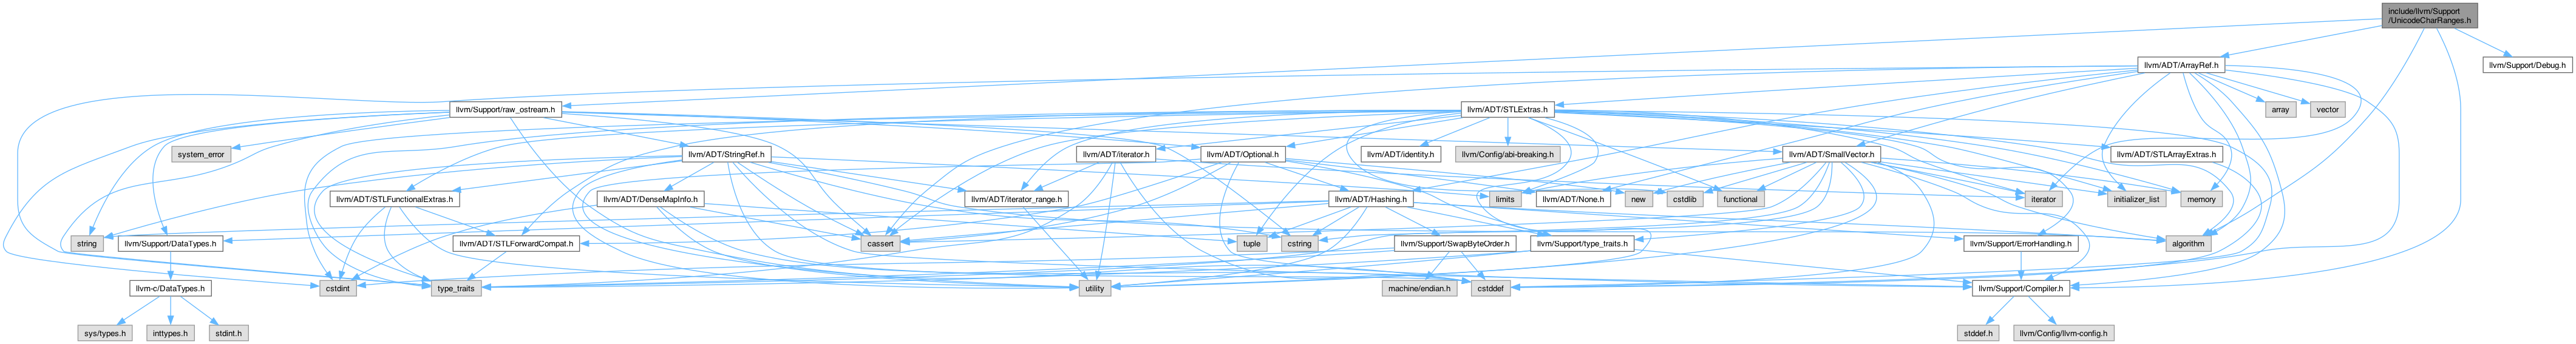 include/llvm/Support
/UnicodeCharRanges.h
llvm/ADT/ArrayRef.h
llvm/Support/Debug.h
llvm/Support/raw_ostream.h
llvm/ADT/STLExtras.h
array
vector
system_error
llvm/ADT/StringRef.h
llvm/ADT/iterator.h
llvm/ADT/Optional.h
llvm/ADT/identity.h
llvm/Config/abi-breaking.h
llvm/ADT/SmallVector.h
llvm/ADT/STLArrayExtras.h
llvm/ADT/STLFunctionalExtras.h
llvm/ADT/DenseMapInfo.h
llvm/ADT/iterator_range.h
llvm/ADT/Hashing.h
limits
llvm/ADT/None.h
new
cstdlib
functional
iterator
initializer_list
memory
string
llvm/Support/DataTypes.h
llvm/ADT/STLForwardCompat.h
cassert
tuple
cstring
llvm/Support/SwapByteOrder.h
llvm/Support/type_traits.h
llvm/Support/ErrorHandling.h
algorithm
llvm-c/DataTypes.h
cstdint
type_traits
utility
machine/endian.h
cstddef
llvm/Support/Compiler.h
sys/types.h
inttypes.h
stdint.h
stddef.h
llvm/Config/llvm-config.h